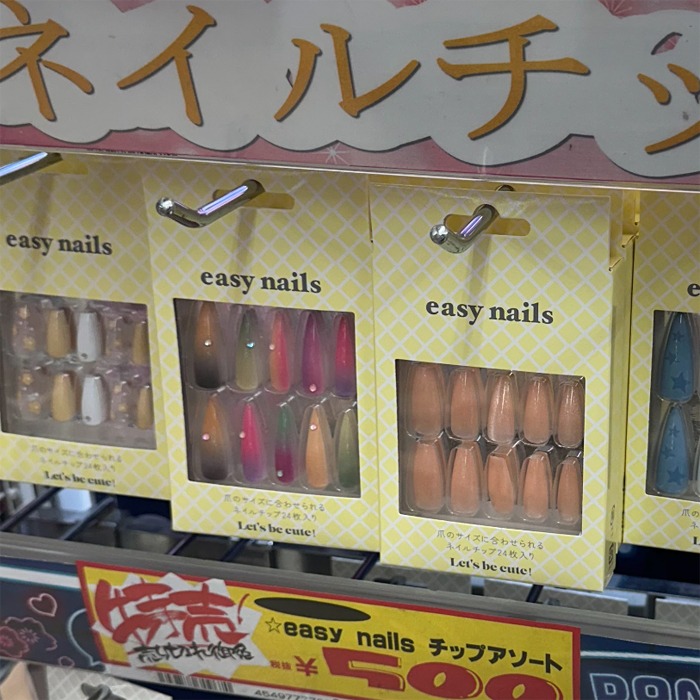 ネイルチッ
easy nails
爪のサイズに合わせられる
ネイルチップ24枚入り
Let's be cute!
easy nails
爪のサイズに合わせられる
ネイルチップ24枚入り
Let's be cute!
easy nails
爪のサイズに合わせられる
ネイルチップ24枚入り
Let's be cute!
特売
☆easy nails チップアソート
税抜 ¥500